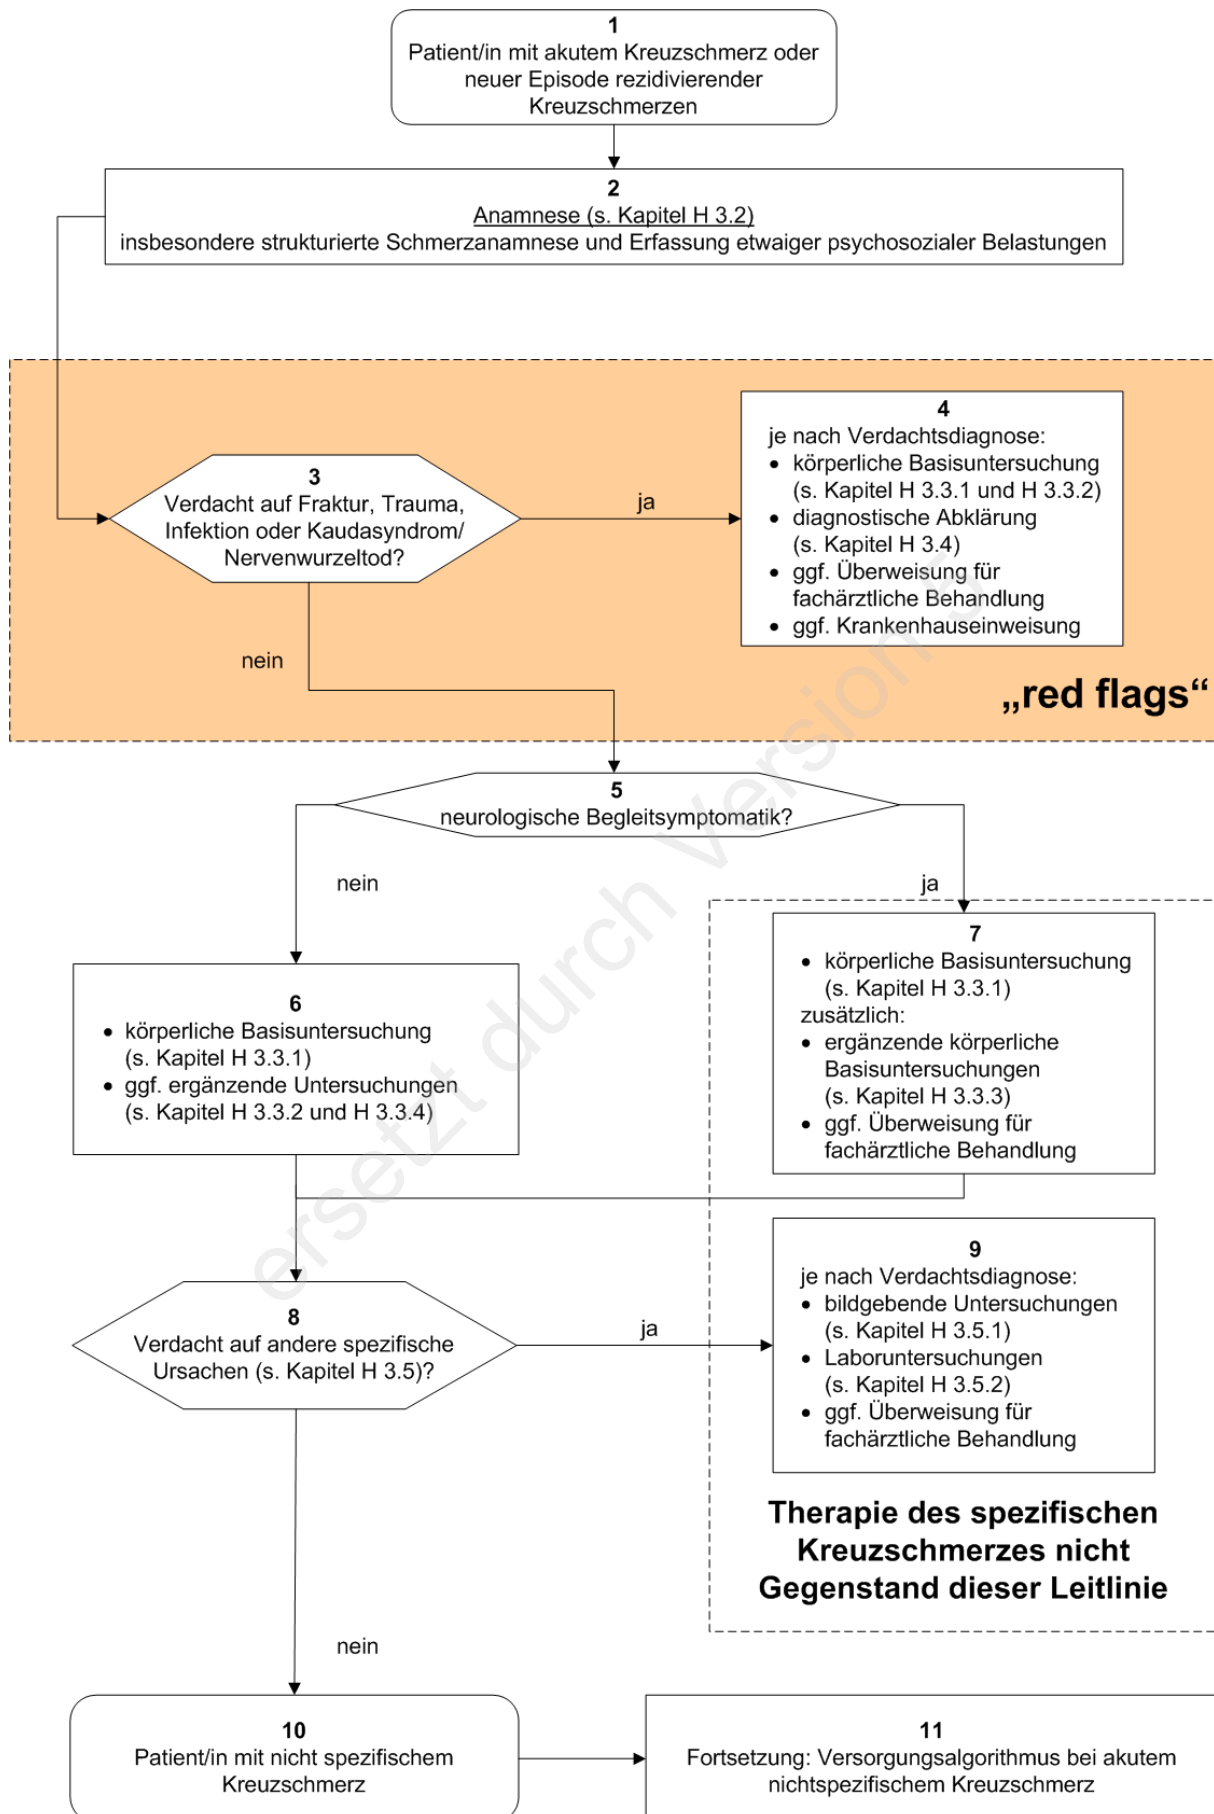 1
Patient/in mit akutem Kreuzschmerz oder
neuer Episode rezidivierender
Kreuzschmerzen
2
Anamnese (s. Kapitel H 3.2)
insbesondere strukturierte Schmerzanamnese und Erfassung etwaiger psychosozialer Belastungen
3
Verdacht auf Fraktur, Trauma,
Infektion oder Kaudasyndrom/
Nervenwurzeltod?
ja
nein
4
je nach Verdachtsdiagnose:
• körperliche Basisuntersuchung
(s. Kapitel H 3.3.1 und H 3.3.2)
• diagnostische Abklärung
(s. Kapitel H 3.4)
• ggf. Überweisung für
fachärztliche Behandlung
• ggf. Krankenhauseinweisung
„red flags“
5
neurologische Begleitsymptomatik?
nein
ja
6
• körperliche Basisuntersuchung
(s. Kapitel H 3.3.1)
• ggf. ergänzende Untersuchungen
(s. Kapitel H 3.3.2 und H 3.3.4)
7
• körperliche Basisuntersuchung
(s. Kapitel H 3.3.1)
zusätzlich:
• ergänzende körperliche
Basisuntersuchungen
(s. Kapitel H 3.3.3)
• ggf. Überweisung für
fachärztliche Behandlung
8
Verdacht auf andere spezifische
Ursachen (s. Kapitel H 3.5)?
ja
nein
9
je nach Verdachtsdiagnose:
• bildgebende Untersuchungen
(s. Kapitel H 3.5.1)
• Laboruntersuchungen
(s. Kapitel H 3.5.2)
• ggf. Überweisung für
fachärztliche Behandlung
Therapie des spezifischen
Kreuzschmerzes nicht
Gegenstand dieser Leitlinie
10
Patient/in mit nicht spezifischem
Kreuzschmerz
11
Fortsetzung: Versorgungsalgorithmus bei akutem
nichtspezifischem Kreuzschmerz
ersetzt durch Version 5